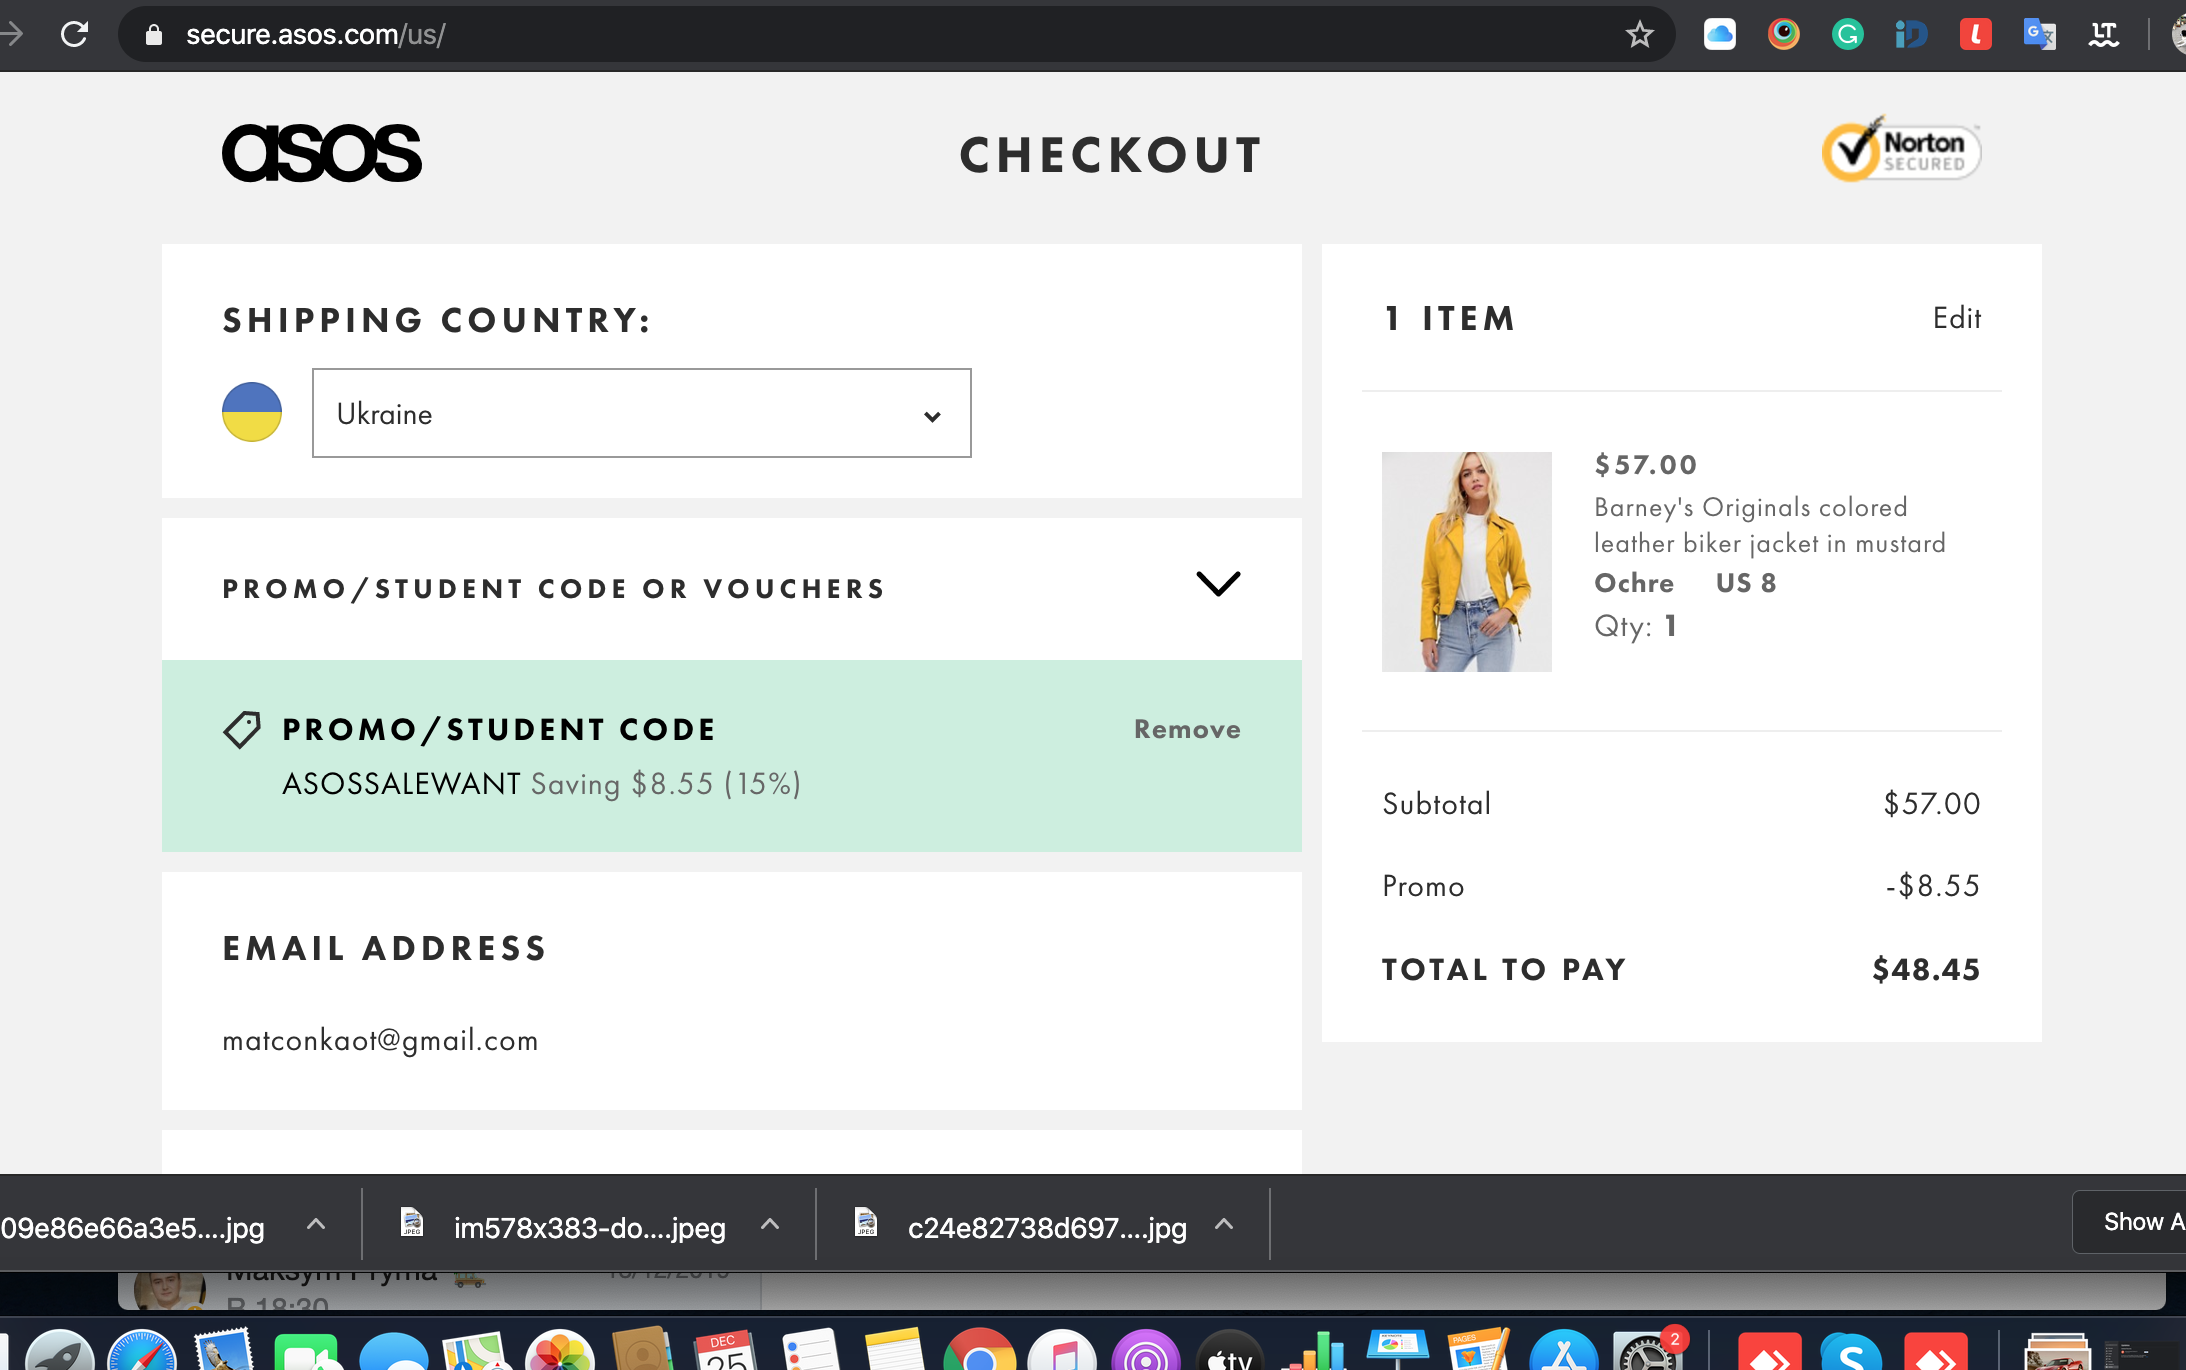 secure.asos.com/us/
asos
CHECKOUT
Norton
SECURED
SHIPPING COUNTRY:
Ukraine
PROMO/STUDENT CODE OR VOUCHERS
PROMO/STUDENT CODE
Remove
ASOSSALEWANT Saving $8.55 (15%)
EMAIL ADDRESS
matconkaot@gmail.com
1 ITEM
Edit
$57.00
Barney's Originals colored
leather biker jacket in mustard
Ochre US 8
Qty: 1
Subtotal
$57.00
Promo
-$8.55
TOTAL TO PAY
$48.45
09e86e66a3e5....jpg
im578x383-do....jpeg
c24e82738d697....jpg
Show A
DEC
25
PAGES
tv
2